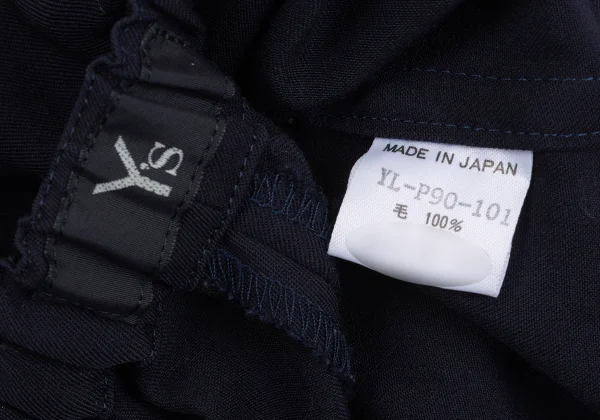 Y's
MADE IN JAPAN
YL-P90-101
毛 100%